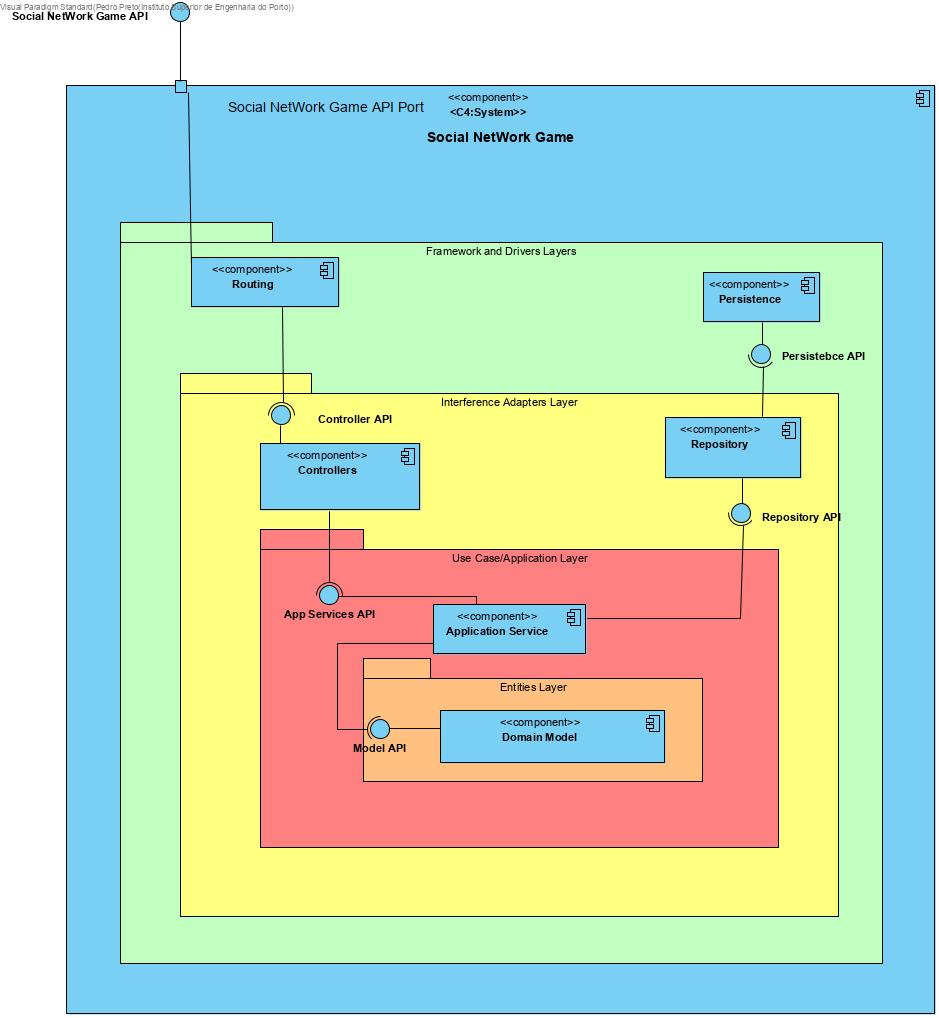 Visual Paradigm Standard(Pedro Preto(Instituto Superior de Engenharia do Porto))
Social NetWork Game API
Social NetWork Game API Port
<<component>>
<C4:System>>
Social NetWork Game
Framework and Drivers Layers
<<component>>
Routing
<<component>>
Persistence
Persistebce API
Interference Adapters Layer
Controller API
<<component>>
Controllers
<<component>>
Repository
Repository API
Use Case/Application Layer
App Services API
<<component>>
Application Service
Entities Layer
<<component>>
Domain Model
Model API